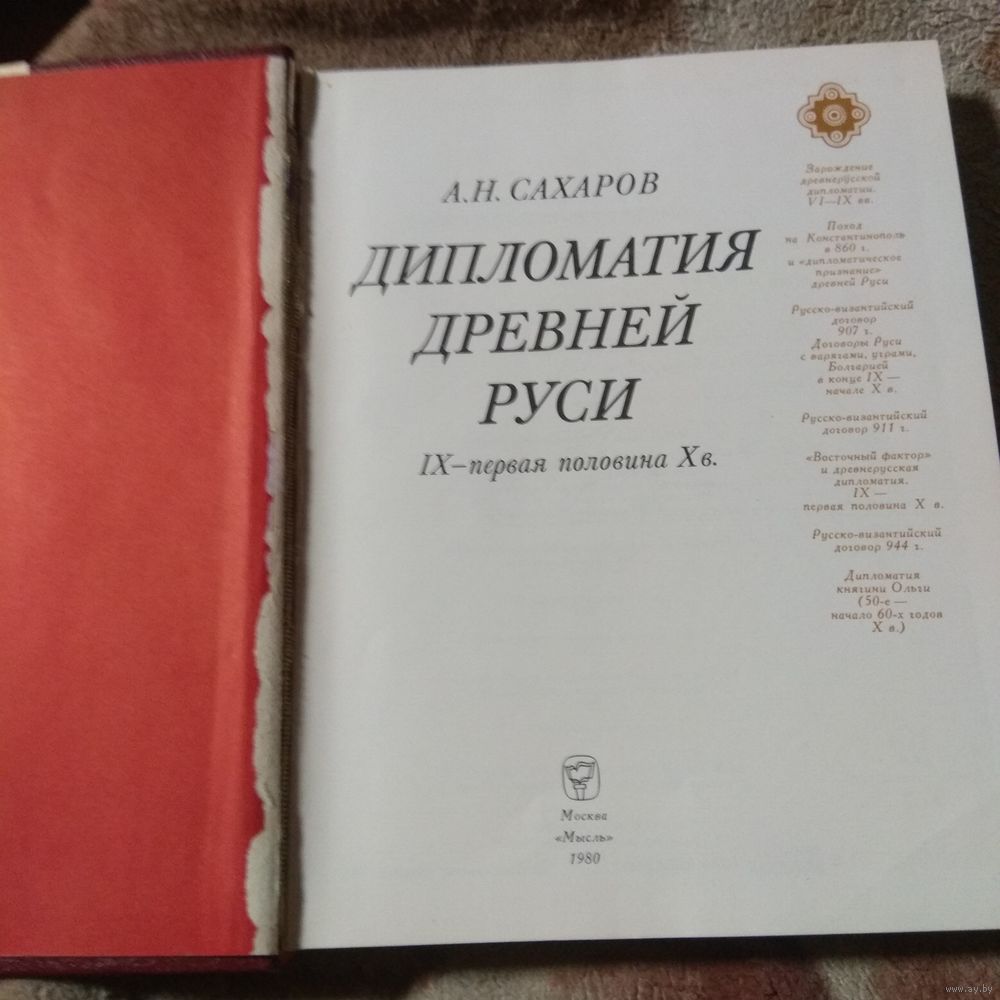 А.Н. САХАРОВ
ДИПЛОМАТИЯ
ДРЕВНЕЙ
РУСИ
IX–первая половина X в.
Зарождение
древнерусской
дипломатии.
VI—IX вв.
Поход
на Константинополь
в 860 г.
и «дипломатическое
признание»
древней Руси
Русско-византийский
договор
907 г.
Договоры Руси
с варягами, уграми,
Болгарией
в конце IX —
начале X в.
Русско-византийский
договор 911 г.
«Восточный фактор»
и древнерусская
дипломатия.
IX —
первая половина X в.
Русско-византийский
договор 944 г.
Дипломатия
княгини Ольги
(50-е —
начало 60-х годов
X в.)
Москва
«Мысль»
1980
www.ay.by